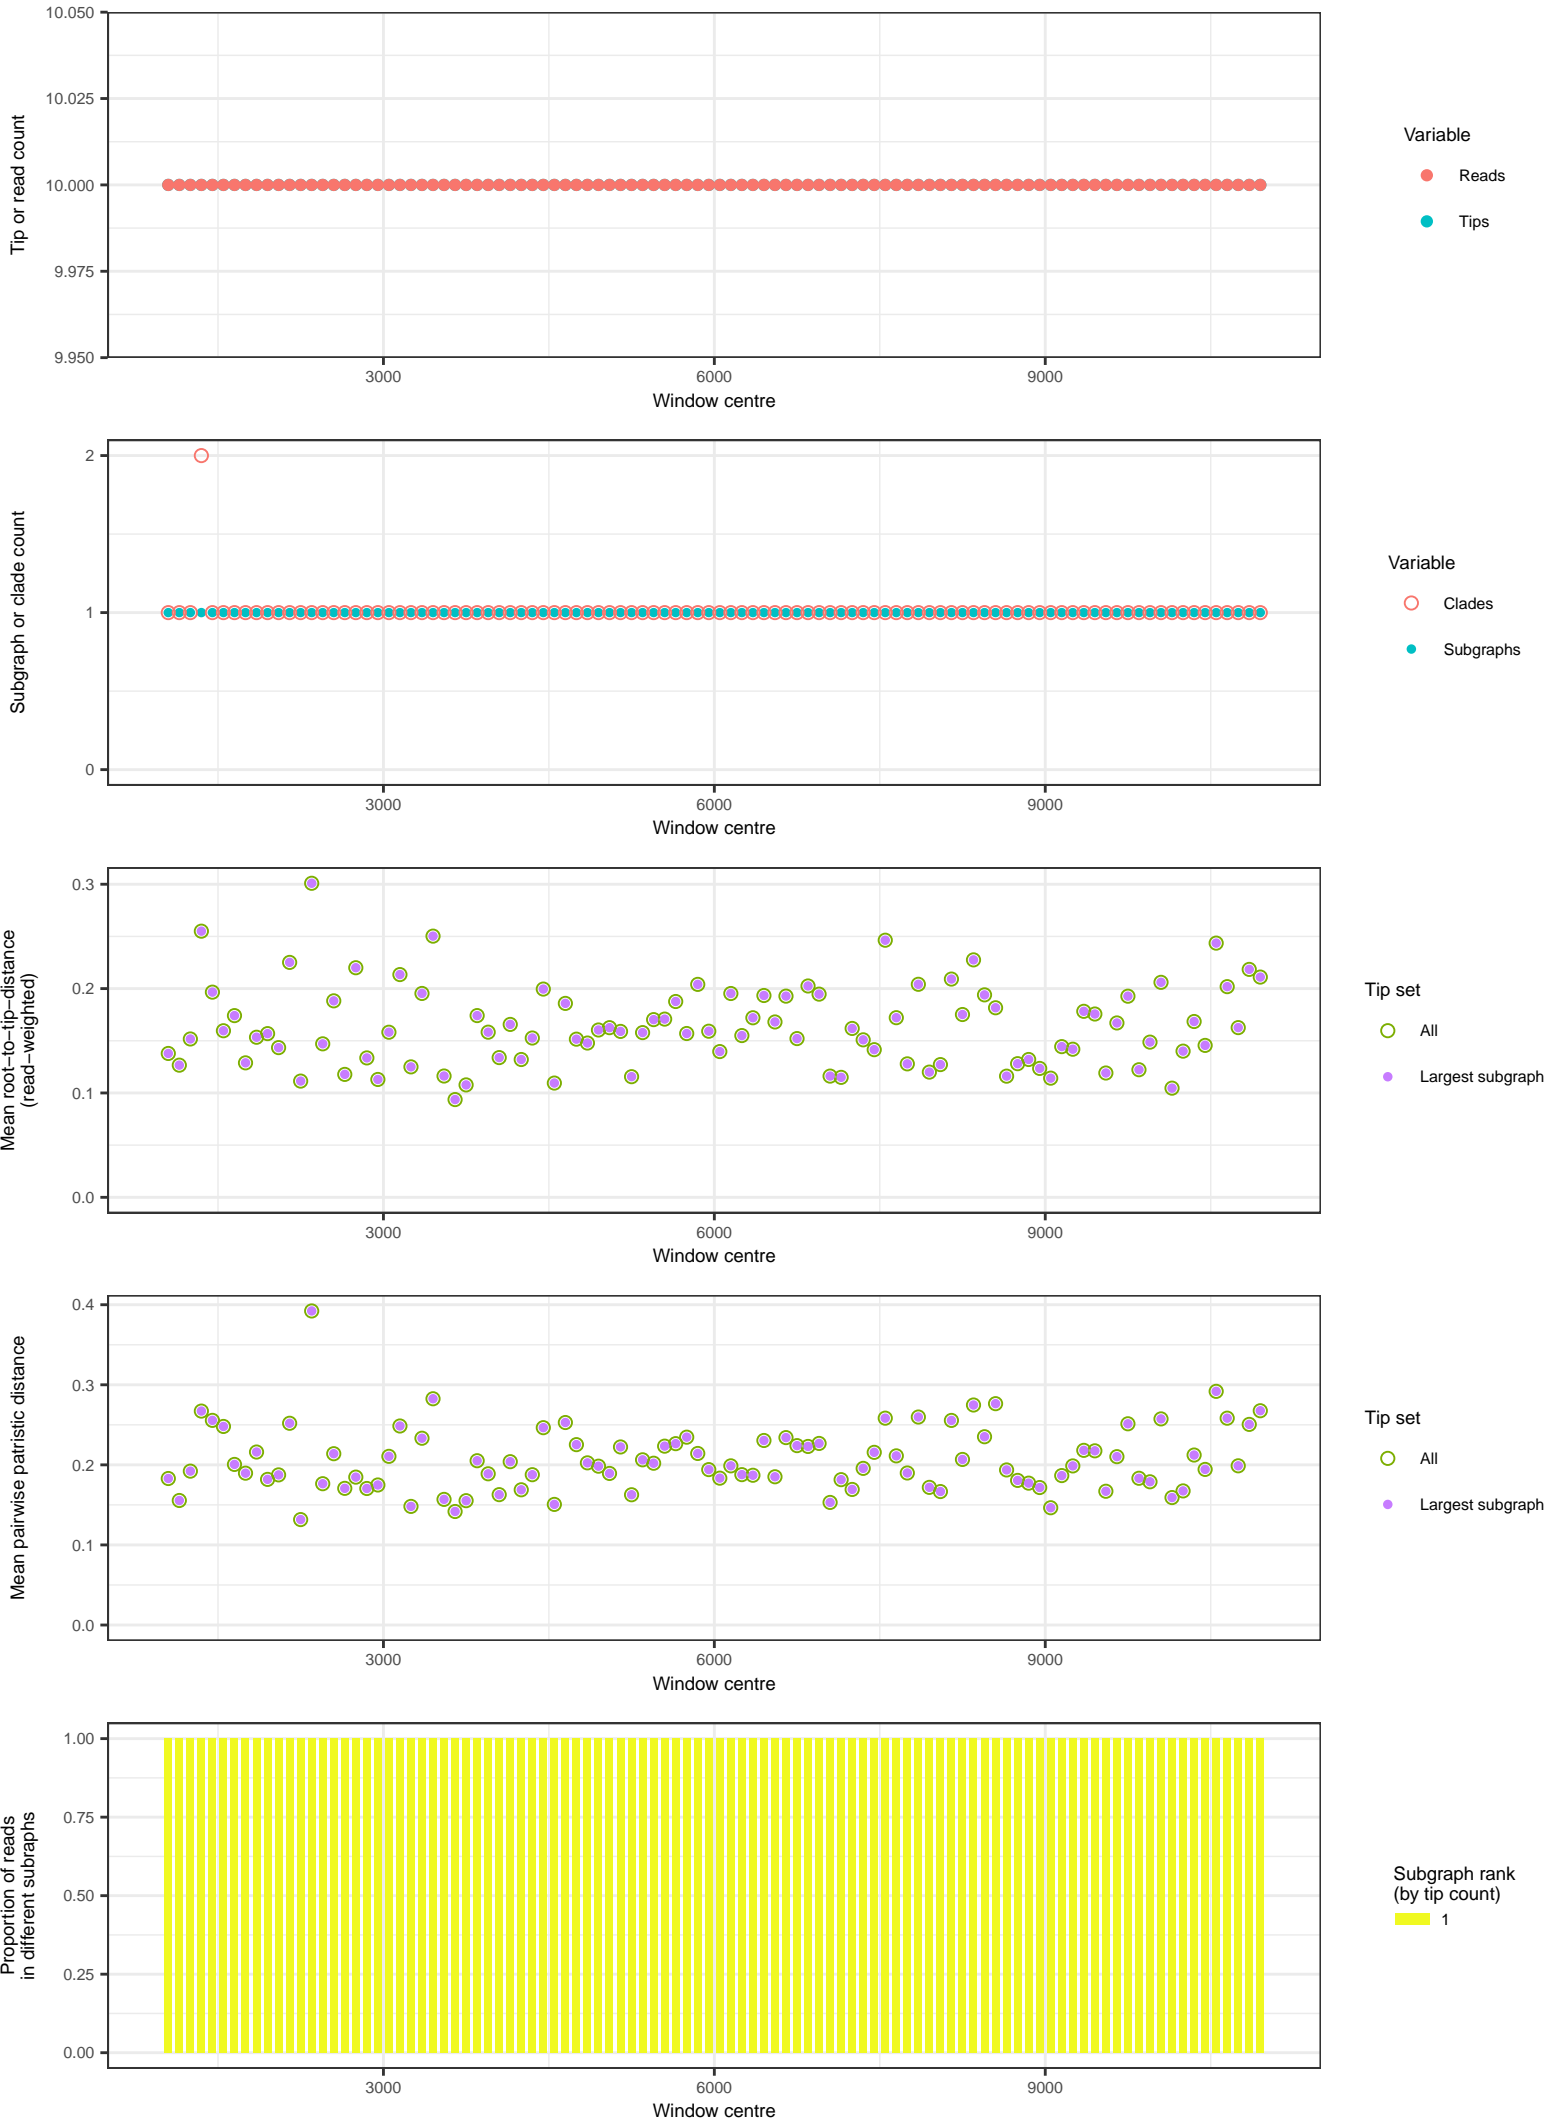 10.050
10.025
10.000
9.975
9.950
Tip or read count
3000 6000 9000
Window centre
Variable
Reads
Tips
2
1
0
Subgraph or clade count
3000 6000 9000
Window centre
Variable
Clades
Subgraphs
0.3
0.2
0.1
0.0
Mean root−to−tip−distance
(read−weighted)
3000 6000 9000
Window centre
Tip set
All
Largest subgraph
0.4
0.3
0.2
0.1
0.0
Mean pairwise patristic distance
3000 6000 9000
Window centre
Tip set
All
Largest subgraph
1.00
0.75
0.50
0.25
0.00
Proportion of reads
in different subraphs
3000 6000 9000
Window centre
Subgraph rank
(by tip count)
1